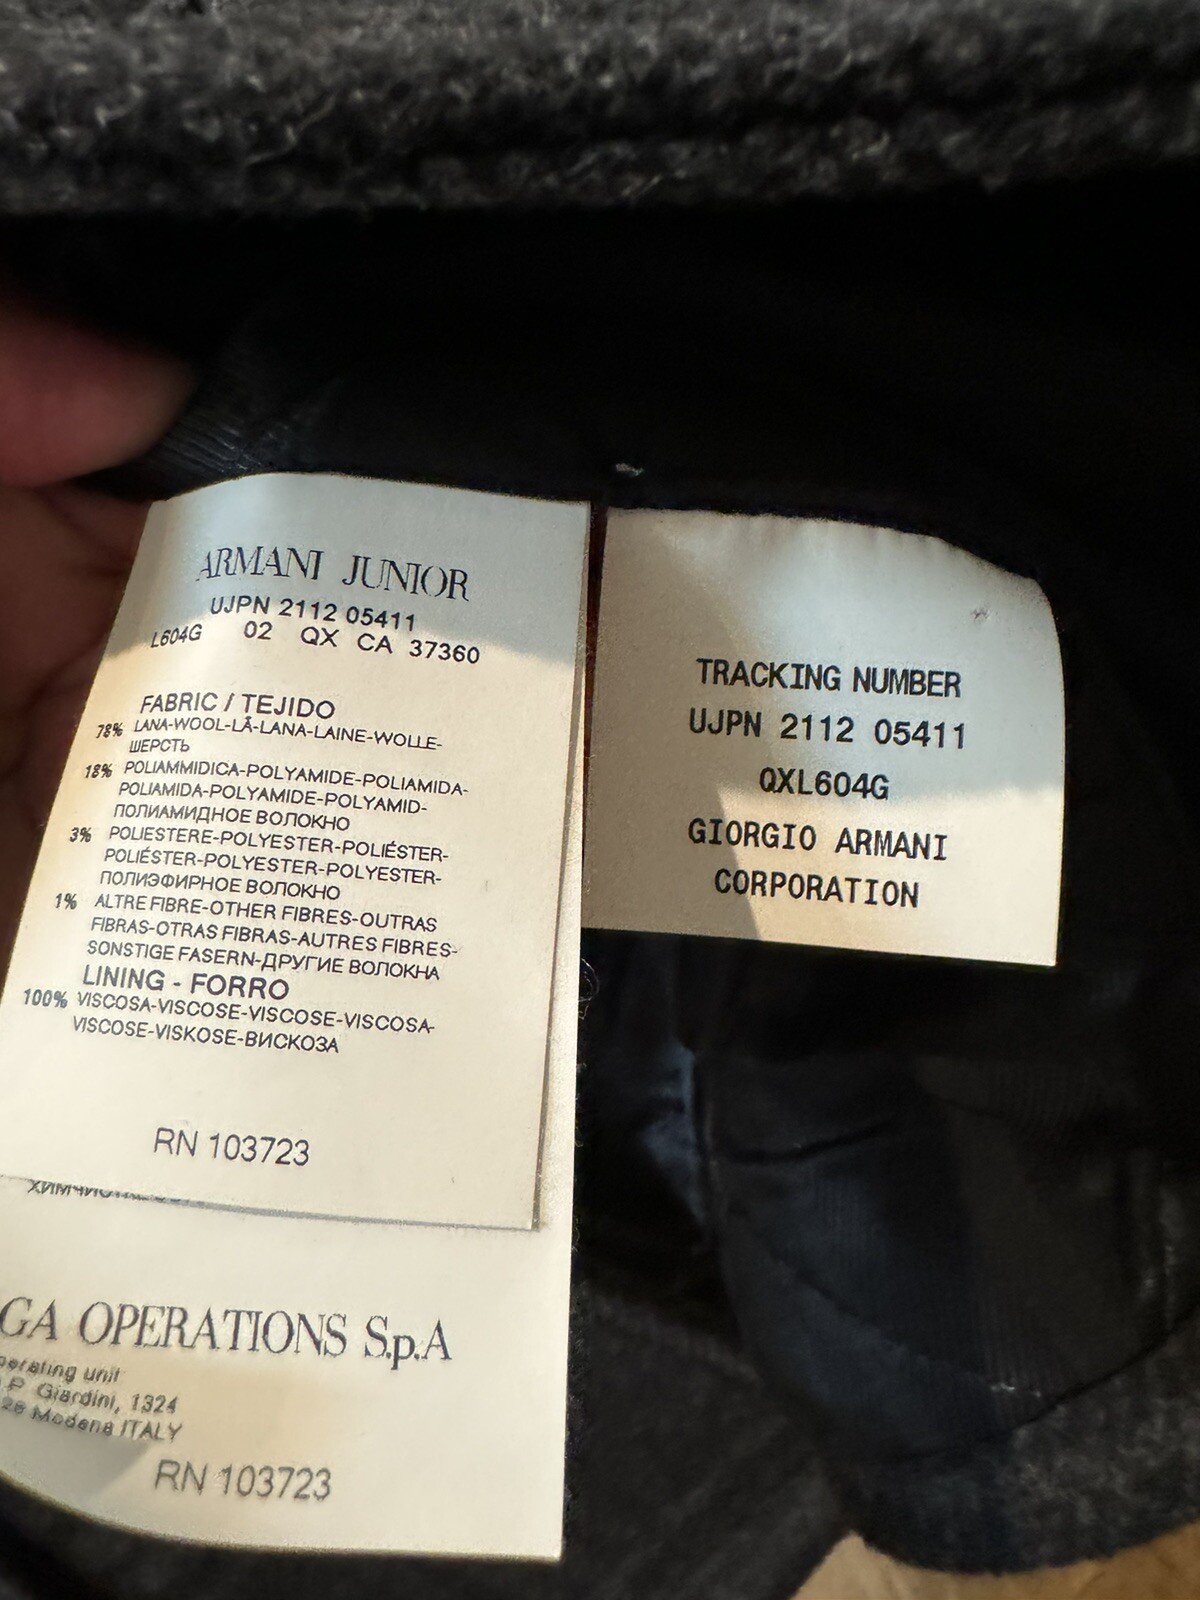 ARMANI JUNIOR
UJPN 2112 05411
L604G 02 QX CA 37360
FABRIC / TEJIDO
78% LANA-WOOL-LÃ-LANA-LAINE-WOLLE-
ШЕРСТЬ
18% POLIAMMIDICA-POLYAMIDE-POLIAMIDA-
POLIAMIDA-POLYAMIDE-POLYAMID-
ПОЛИАМИДНОЕ ВОЛОКНО
3% POLIESTERE-POLYESTER-POLIÉSTER-
POLIÉSTER-POLYESTER-POLYESTER-
ПОЛИЭФИРНОЕ ВОЛОКНО
1% ALTRE FIBRE-OTHER FIBRES-OUTRAS
FIBRAS-OTRAS FIBRAS-AUTRES FIBRES-
SONSTIGE FASERN-ДРУГИЕ ВОЛОКНА
LINING - FORRO
100% VISCOSA-VISCOSE-VISCOSE-VISCOSA-
VISCOSE-VISKOSE-ВИСКОЗА
RN 103723
GA OPERATIONS S.p.A
operating unit
P. Giardini, 1324
Modena ITALY
RN 103723
TRACKING NUMBER
UJPN 2112 05411
QXL604G
GIORGIO ARMANI
CORPORATION